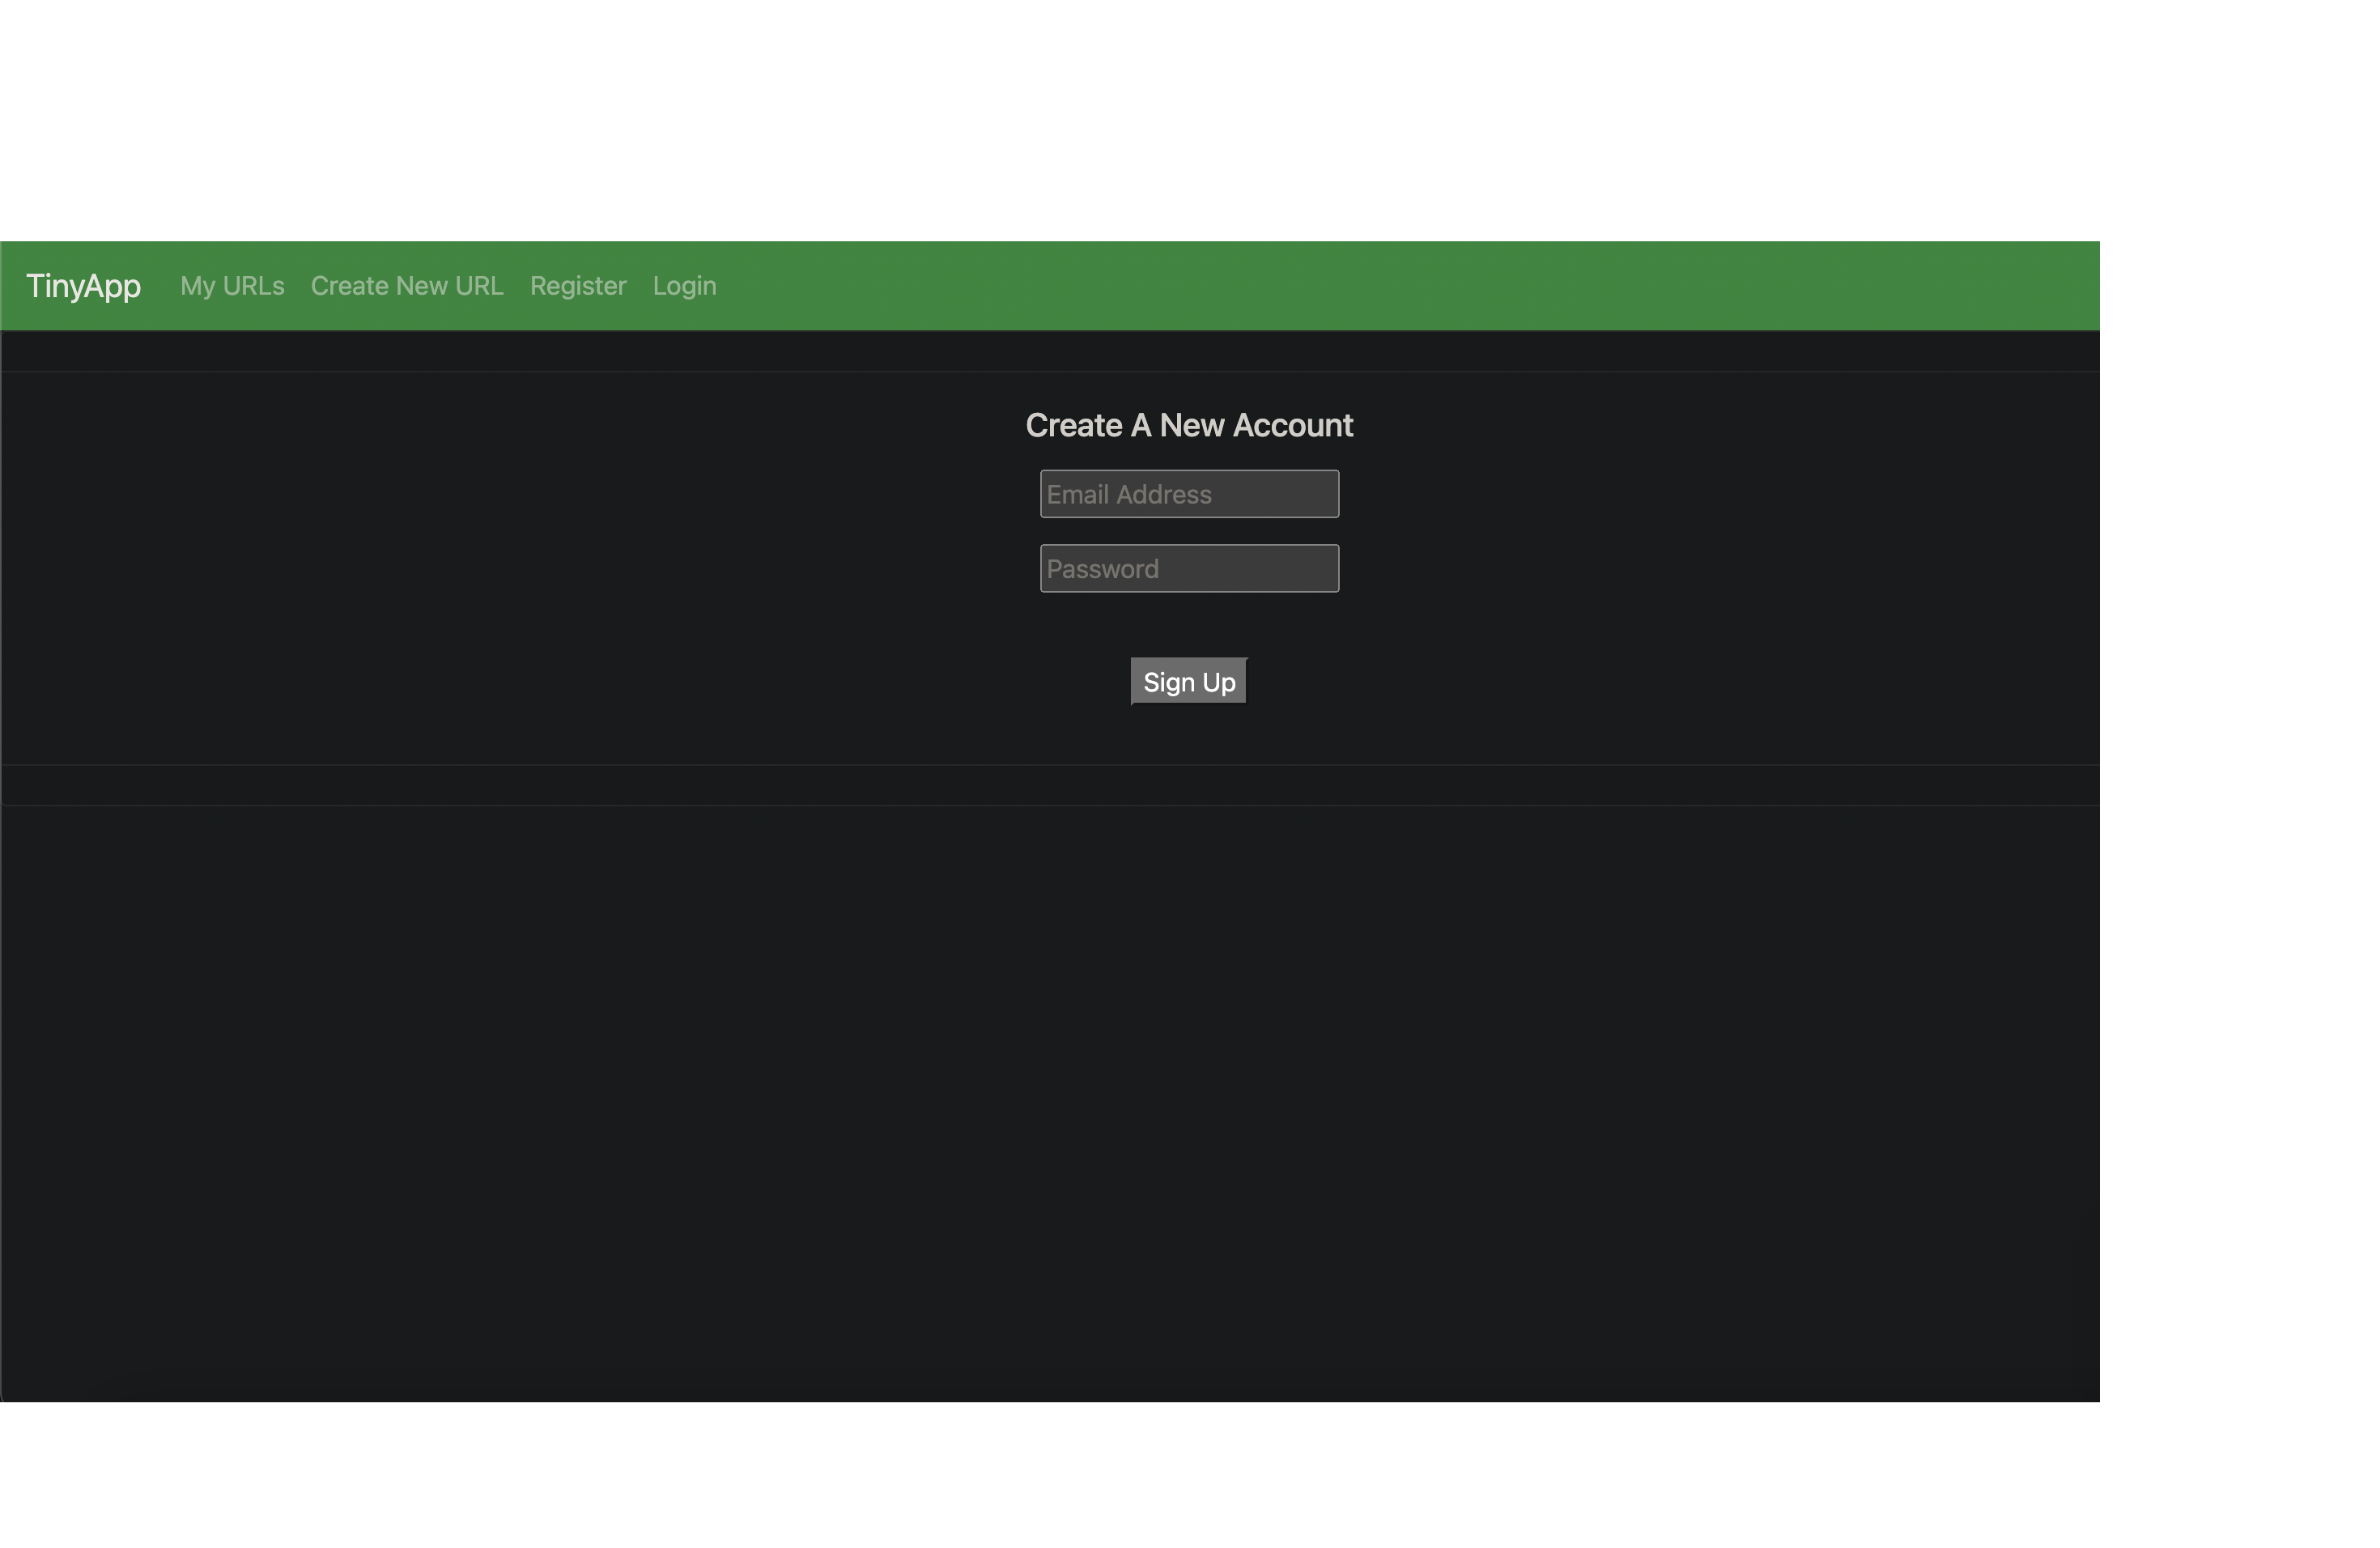 TinyApp My URLs Create New URL Register Login
Create A New Account
Email Address
Password
Sign Up